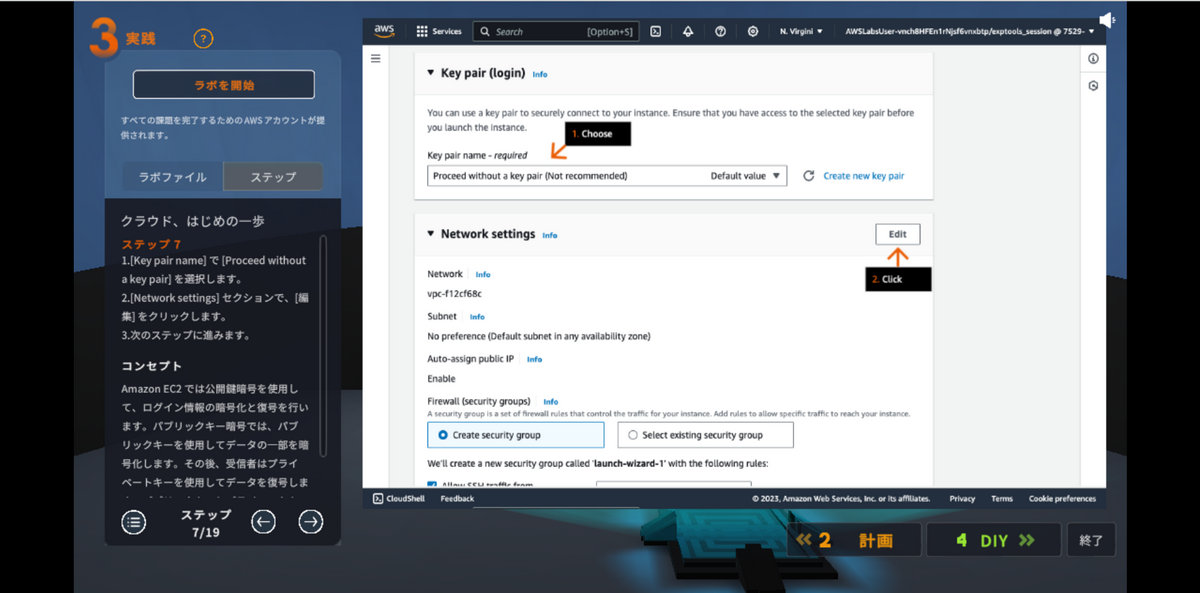 3 実践
?
ラボを開始
すべての課題を完了するための AWS アカウントが提
供されます。
ラボファイル
ステップ
クラウド、はじめの一歩
ステップ 7
1.[Key pair name] で [Proceed without
a key pair] を選択します。
2.[Network settings] セクションで、[編
集] をクリックします。
3.次のステップに進みます。
コンセプト
Amazon EC2 では公開鍵暗号を使用し
て、ログイン情報の暗号化と復号を行い
ます。パブリックキー暗号では、パブ
リックキーを使用してデータの一部を暗
号化します。その後、受信者はプライ
ベートキーを使用してデータを復号しま
ステップ
7/19
aws
Services
Search
[Option+S]
N. Virgini
AWSLabsUser-vnch8HFEn1rNjsf6vnxbtp/exptools_session @ 7529-
Key pair (login) Info
You can use a key pair to securely connect to your instance. Ensure that you have access to the selected key pair before
you launch the instance.
1. Choose
Key pair name - required
Proceed without a key pair (Not recommended)
Default value
Create new key pair
Network settings Info
Edit
2. Click
Network Info
vpc-f12cf68c
Subnet Info
No preference (Default subnet in any availability zone)
Auto-assign public IP Info
Enable
Firewall (security groups) Info
A security group is a set of firewall rules that control the traffic for your instance. Add rules to allow specific traffic to reach your instance.
Create security group
Select existing security group
We'll create a new security group called 'launch-wizard-1' with the following rules:
Allow SSH traffic from
CloudShell
Feedback
© 2023, Amazon Web Services, Inc. or its affiliates.
Privacy
Terms
Cookie preferences
2 計画
4 DIY
終了